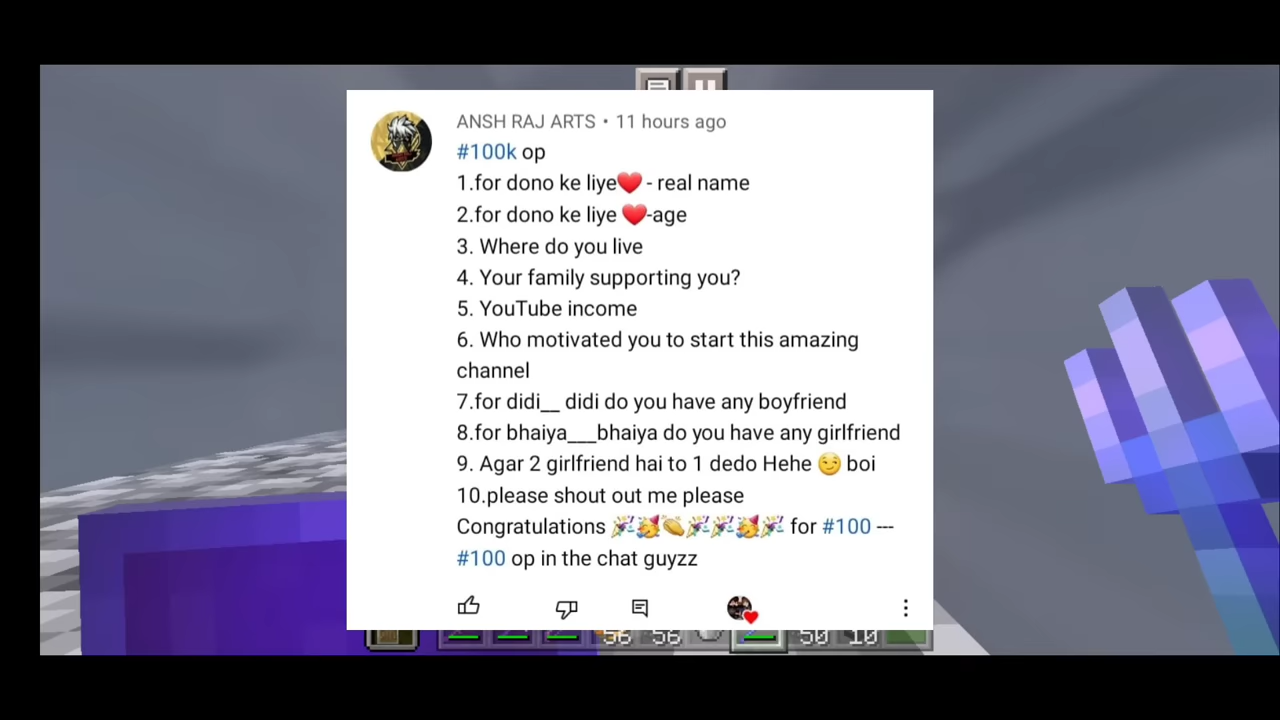 ANSH RAJ ARTS • 11 hours ago
#100k op
1.for dono ke liye❤️ - real name
2.for dono ke liye ❤️-age
3. Where do you live
4. Your family supporting you?
5. YouTube income
6. Who motivated you to start this amazing
channel
7.for didi__ didi do you have any boyfriend
8.for bhaiya___bhaiya do you have any girlfriend
9. Agar 2 girlfriend hai to 1 dedo Hehe 😏 boi
10.please shout out me please
Congratulations 🎉🥳👏🎉🎉🥳🎉 for #100 ---
#100 op in the chat guyzz
56 56 50 10